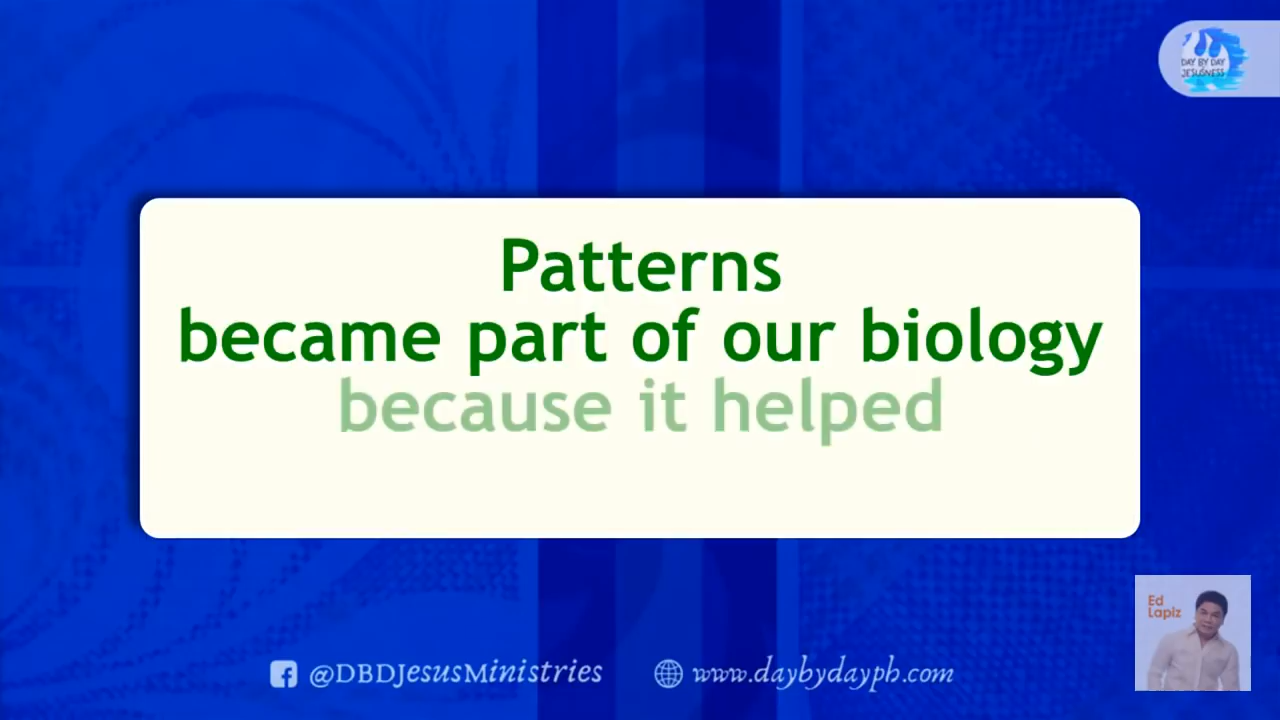 DAY BY DAY
JESUSNESS
Patterns
became part of our biology
because it helped
Ed
Lapiz
@DBDJesusMinistries
www.daybydayph.com